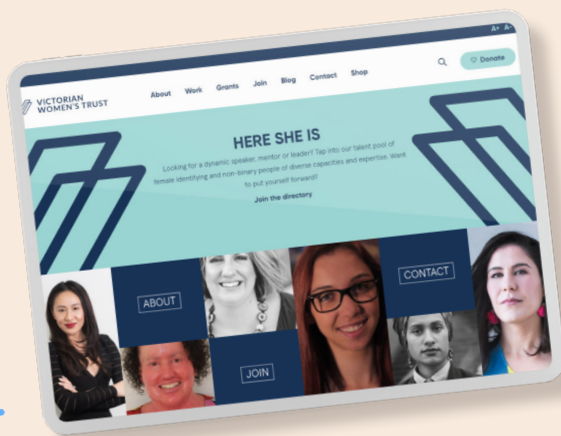 A+ A-
VICTORIAN
WOMEN'S TRUST
About Work Grants Join Blog Contact Shop
Donate
HERE SHE IS
Looking for a dynamic speaker, mentor or leader? Tap into our talent pool of
female identifying and non-binary people of diverse capacities and expertise. Want
to put yourself forward?
Join the directory
ABOUT
CONTACT
JOIN